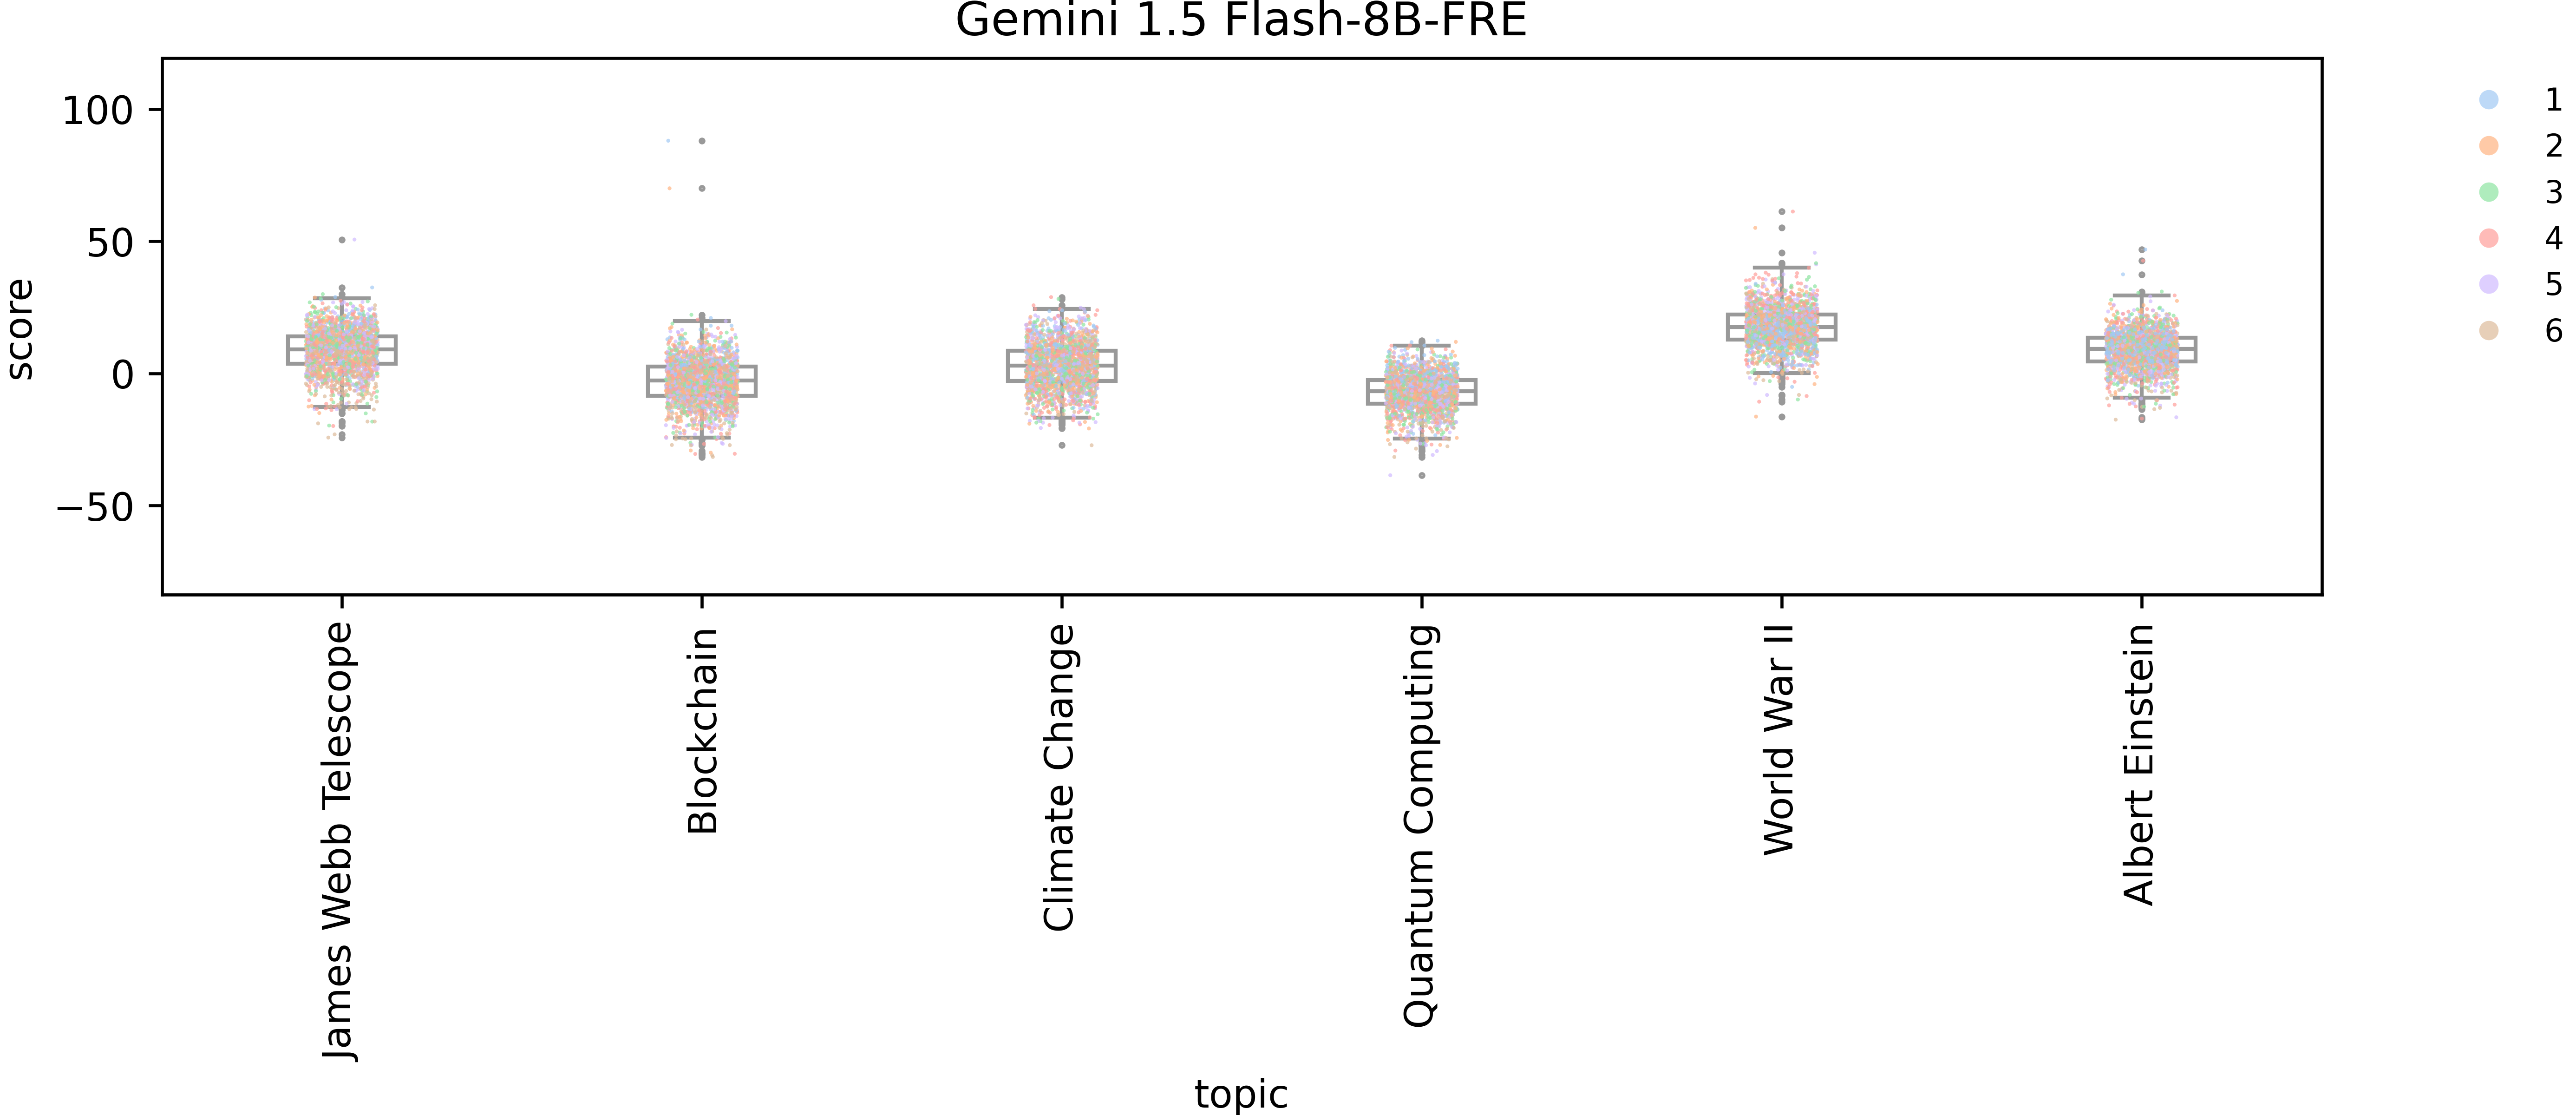 Gemini 1.5 Flash-8B-FRE
score
100
50
0
−50
1
2
3
4
5
6
James Webb Telescope
Blockchain
Climate Change
Quantum Computing
World War II
Albert Einstein
topic